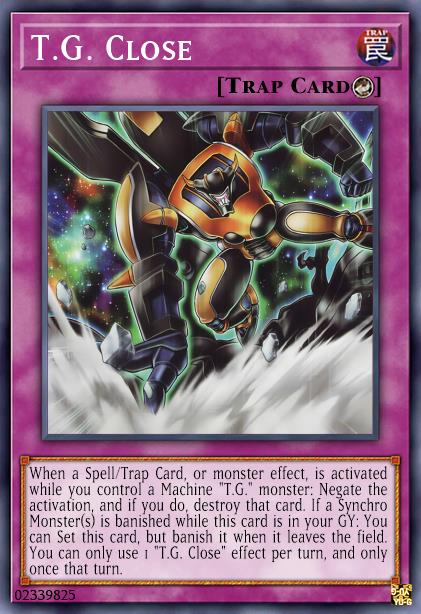 T.G. Close
TRAP
罠
[Trap Card]
When a Spell/Trap Card, or monster effect, is activated
while you control a Machine "T.G." monster: Negate the
activation, and if you do, destroy that card. If a Synchro
Monster(s) is banished while this card is in your GY: You
can Set this card, but banish it when it leaves the field.
You can only use 1 "T.G. Close" effect per turn, and only
once that turn.
02339825